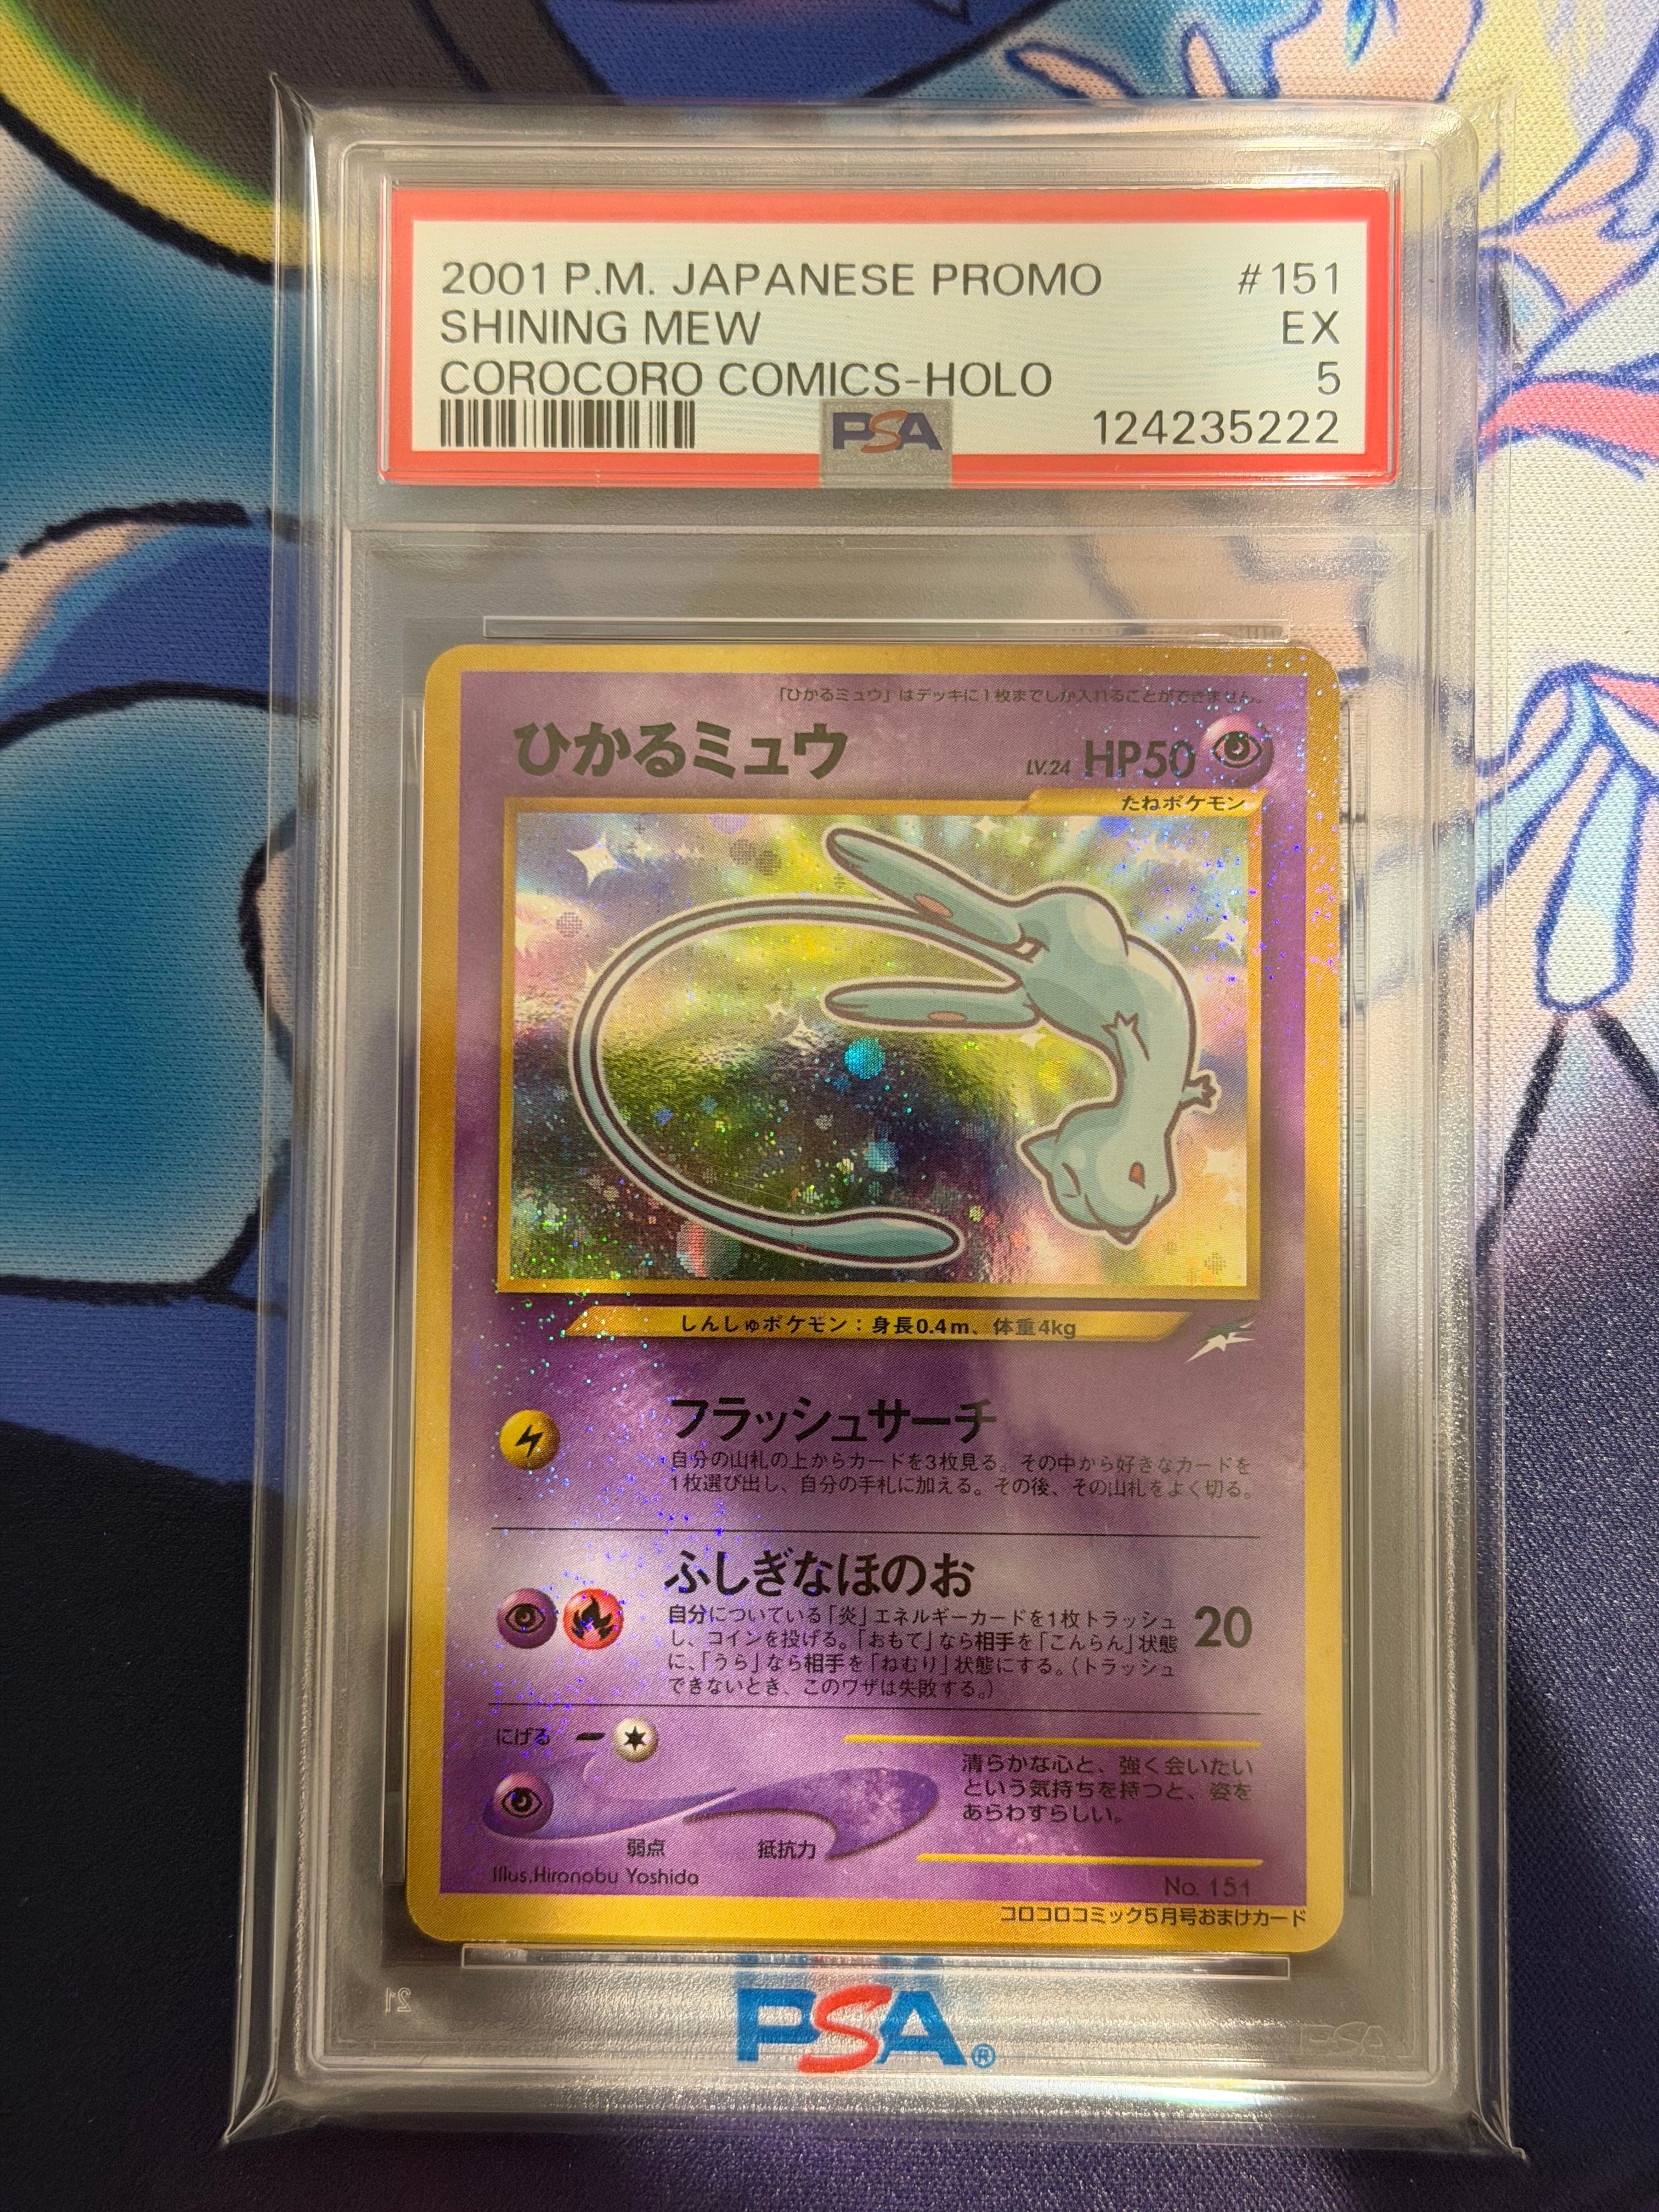 2001 P.M. JAPANESE PROMO #151
SHINING MEW EX
COROCORO COMICS-HOLO 5
PSA 124235222
「ひかるミュウ」はデッキに1枚までしか入れることができません。
ひかるミュウ LV.24 HP50
たねポケモン
しんしゅポケモン:身長0.4m、体重4kg
フラッシュサーチ
自分の山札の上からカードを3枚見る。その中から好きなカードを
1枚選び出し、自分の手札に加える。その後、その山札をよく切る。
ふしぎなほのお
自分についている「炎」エネルギーカードを1枚トラッシュ
し、コインを投げる。「おもて」なら相手を「こんらん」状態
に、「うら」なら相手を「ねむり」状態にする。(トラッシュ
できないとき、このワザは失敗する。)
20
にげる
清らかな心と、強く会いたい
という気持ちを持つと、姿を
あらわすらしい。
弱点 抵抗力
Illus.Hironobu Yoshida
No. 151
コロコロコミック5月号おまけカード
21
PSA®
PSA